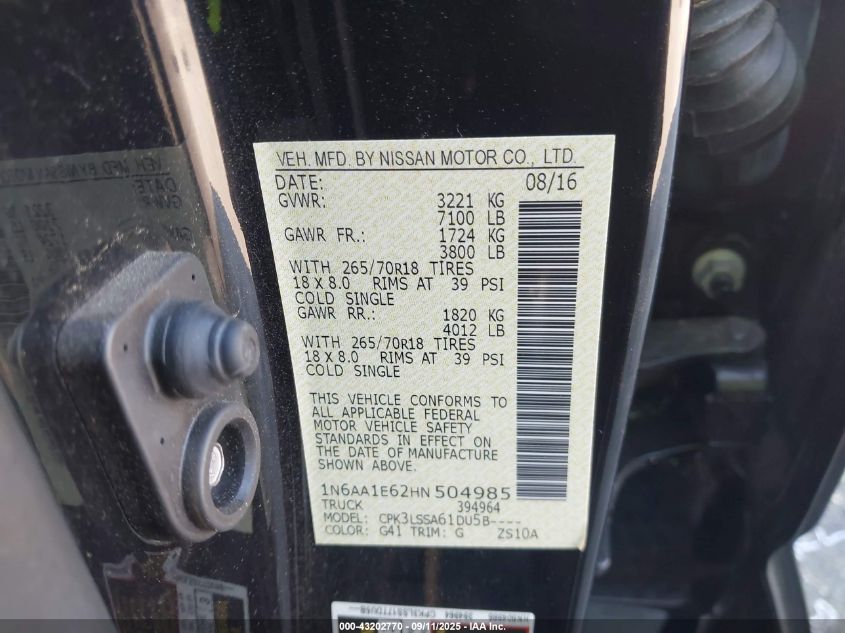 VEH. MFD. BY NISSAN MOTOR CO., LTD.
DATE: 08/16
GVWR: 3221 KG
7100 LB
GAWR FR.: 1724 KG
3800 LB
WITH 265/70R18 TIRES
18 X 8.0 RIMS AT 39 PSI
COLD SINGLE
GAWR RR.: 1820 KG
4012 LB
WITH 265/70R18 TIRES
18 X 8.0 RIMS AT 39 PSI
COLD SINGLE
THIS VEHICLE CONFORMS TO
ALL APPLICABLE FEDERAL
MOTOR VEHICLE SAFETY
STANDARDS IN EFFECT ON
THE DATE OF MANUFACTURE
SHOWN ABOVE
1N6AA1E62HN504985
TRUCK 394964
MODEL: CPK3LSSA61DU5B----
COLOR: G41 TRIM: G ZS10A
000-43202770 - 09/11/2025 - IAA Inc.